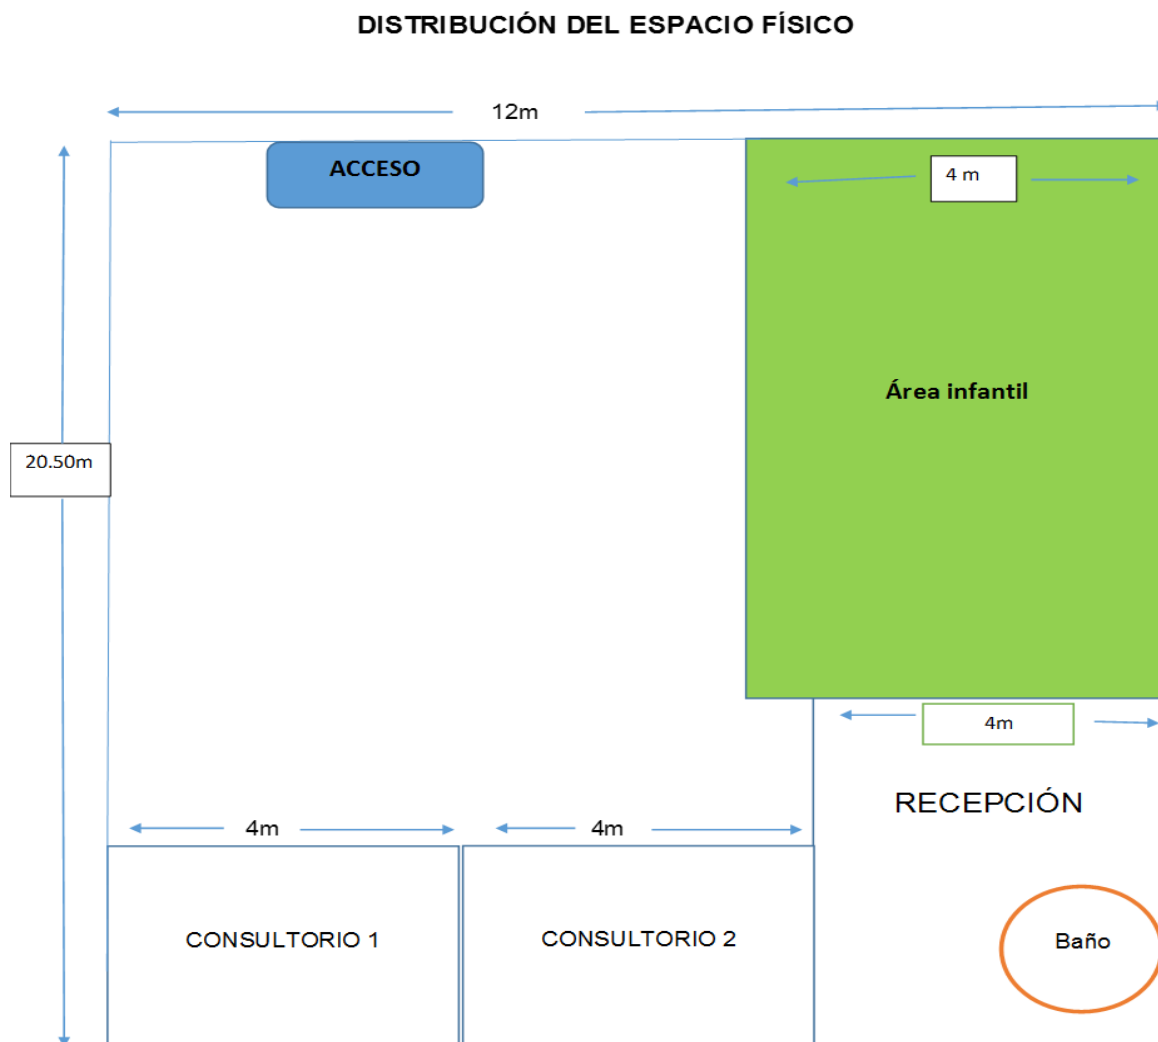 DISTRIBUCIÓN DEL ESPACIO FÍSICO
12m
ACCESO
4 m
Área infantil
20.50m
4m
RECEPCIÓN
4m
4m
CONSULTORIO 1
CONSULTORIO 2
Baño